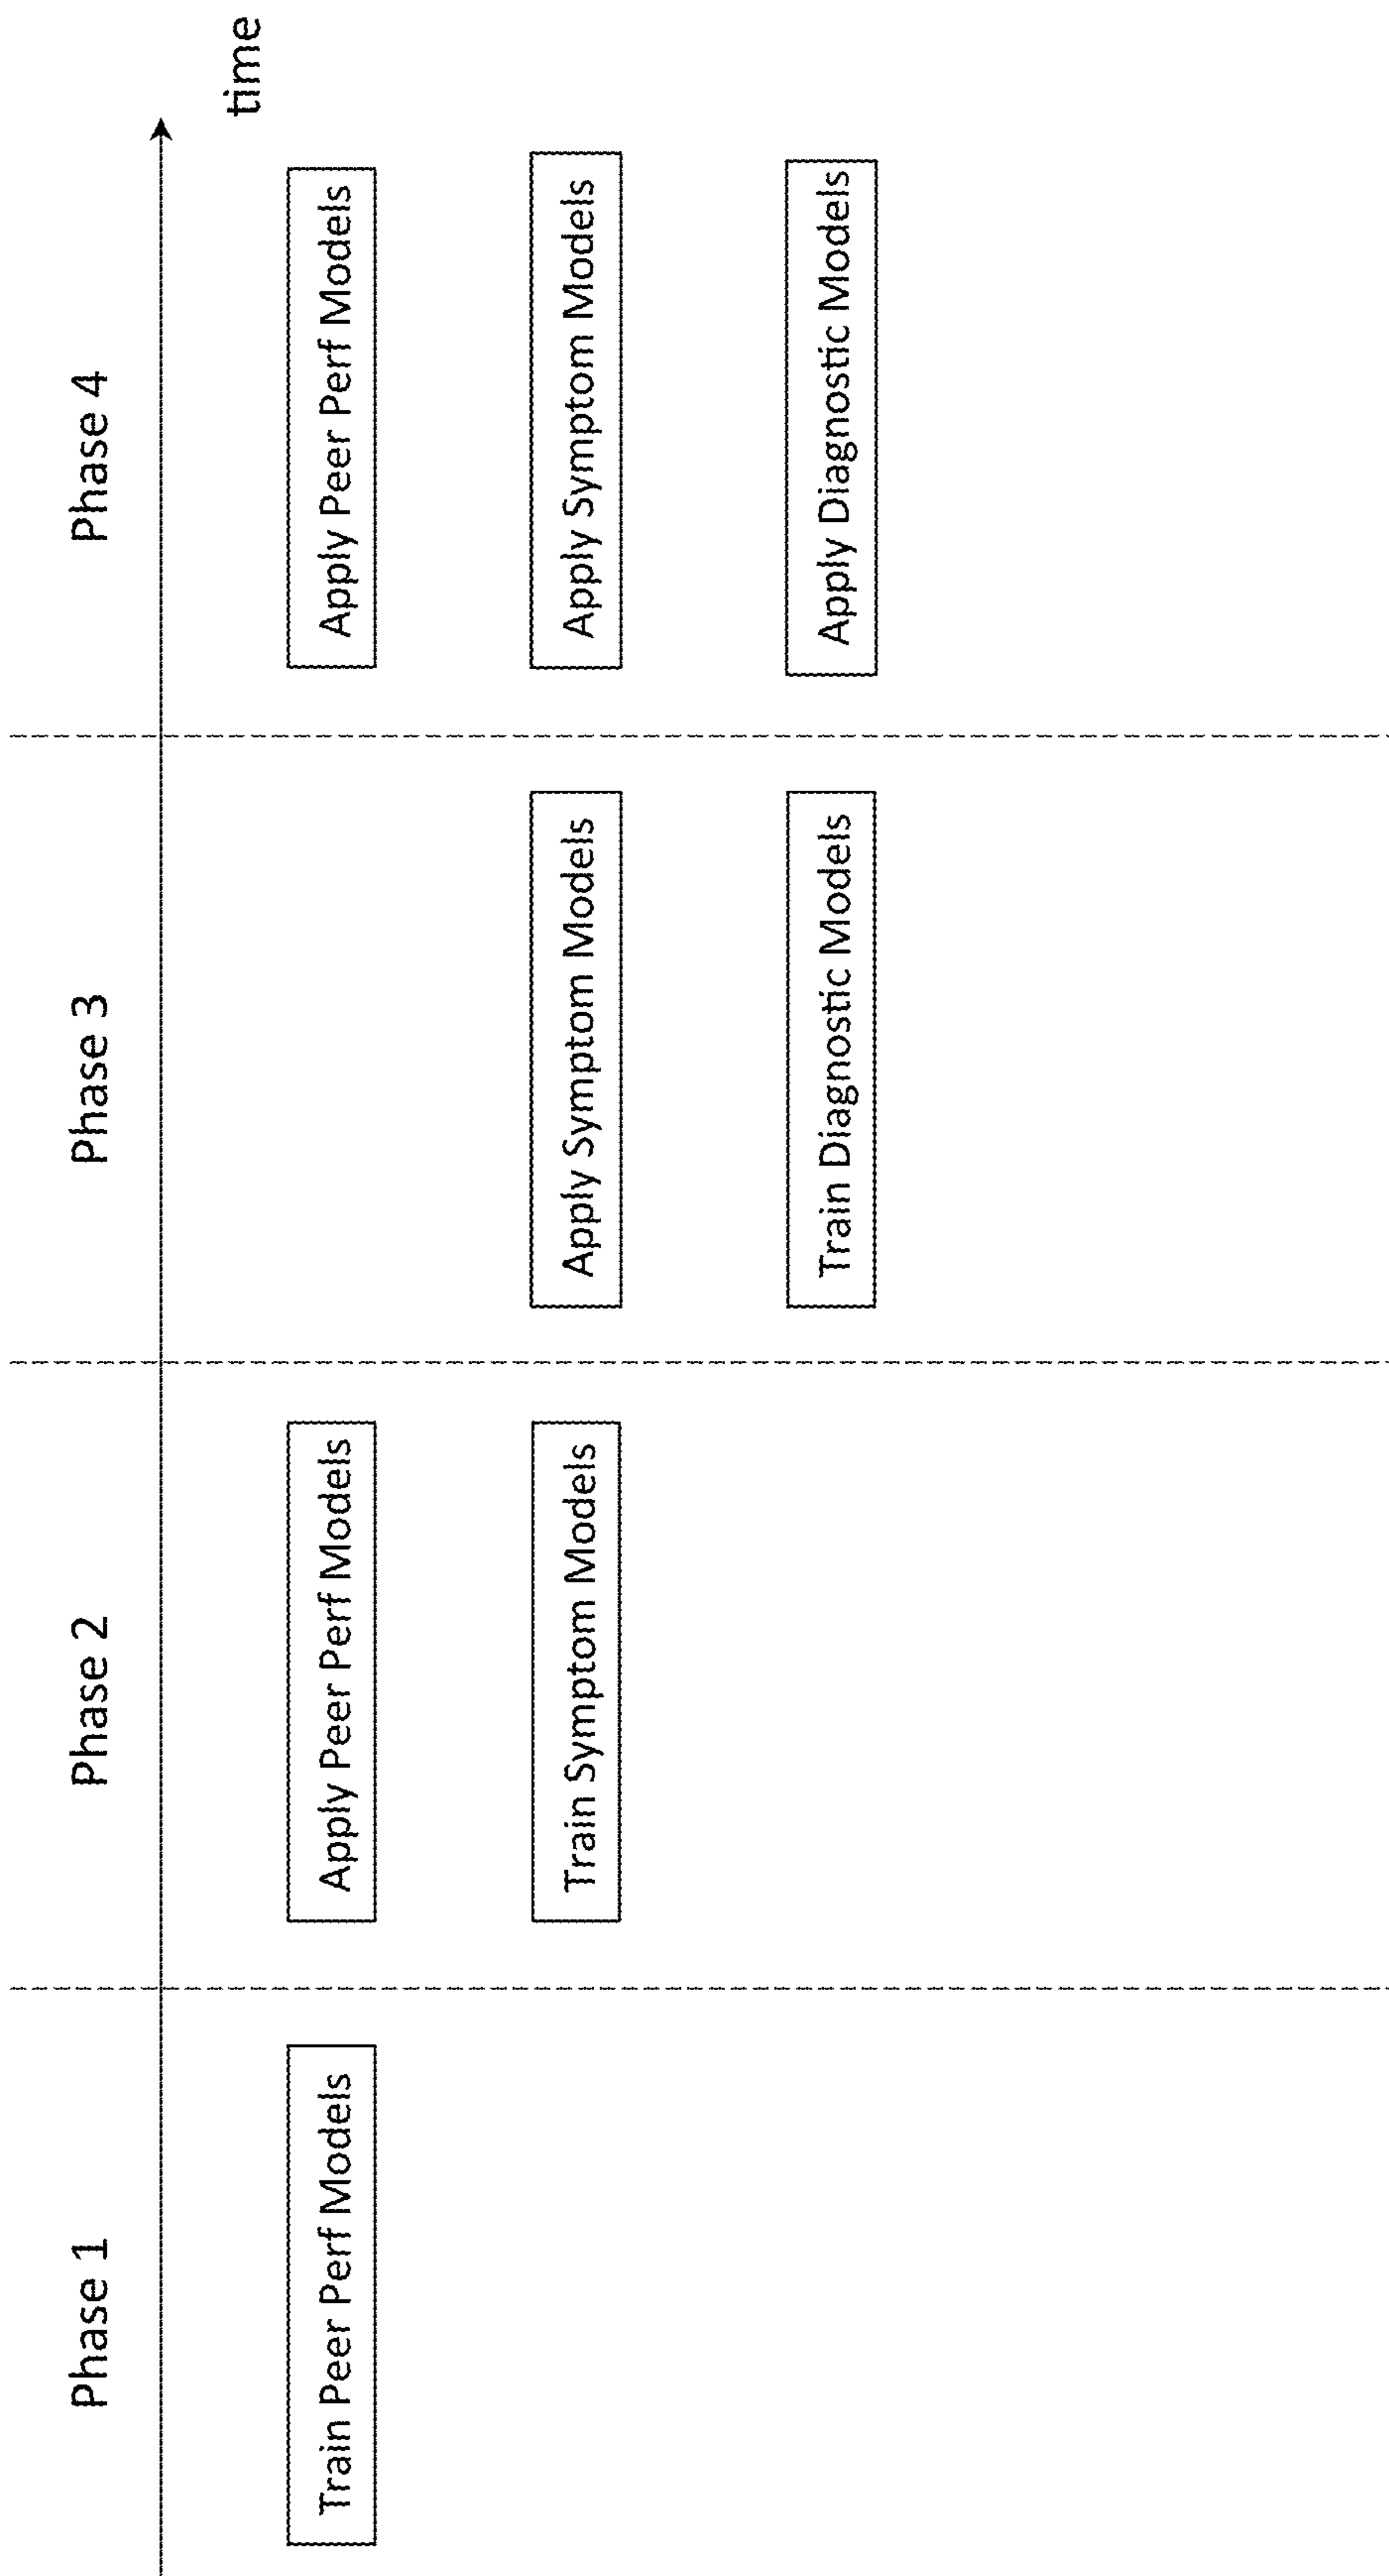 Phase 1
Phase 2
Phase 3
Phase 4
time
Train Peer Perf Models
Apply Peer Perf Models
Apply Peer Perf Models
Train Symptom Models
Apply Symptom Models
Apply Symptom Models
Train Diagnostic Models
Apply Diagnostic Models